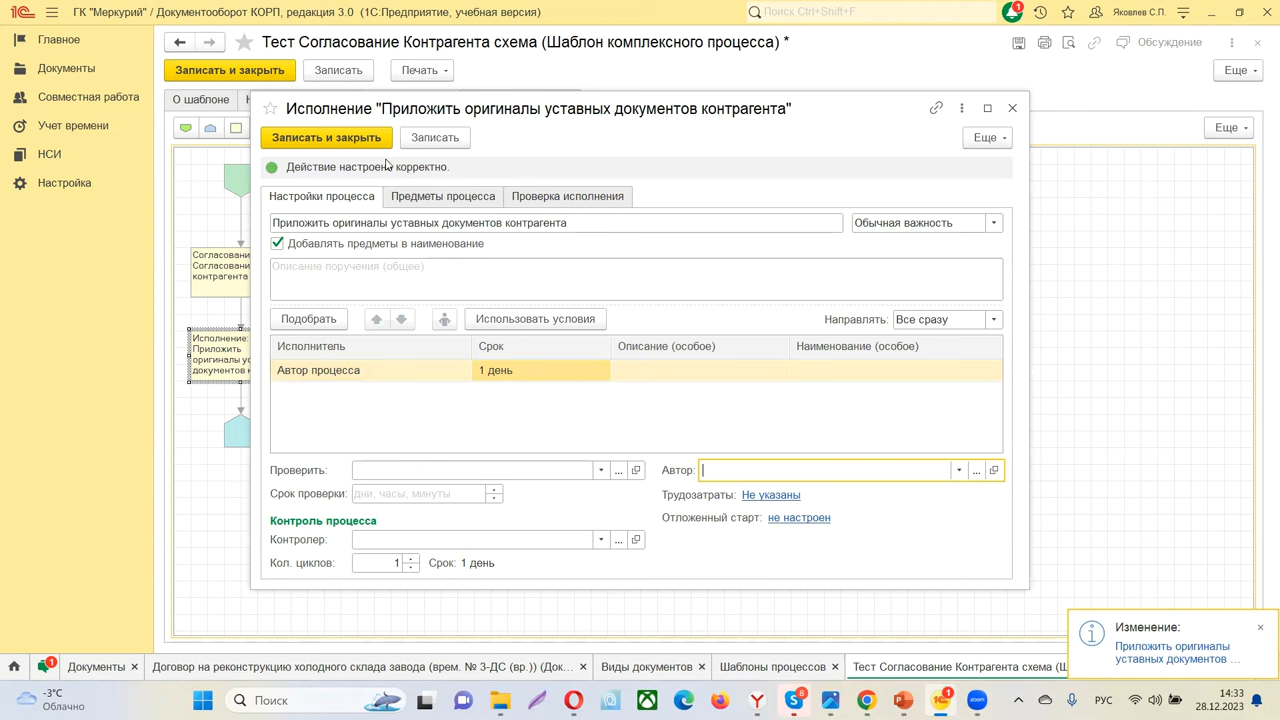 ГК "Меркурий" / Документооборот КОРП, редакция 3.0 (1С:Предприятие, учебная версия)
Поиск Ctrl+Shift+F
1
Яковлев С.П.
Главное
Документы
Совместная работа
Учет времени
НСИ
Настройка
Тест Согласование Контрагента схема (Шаблон комплексного процесса) *
Обсуждение
Записать и закрыть
Записать
Печать
Еще
О шаблоне
Еще
Согласовани
Согласовани
контрагента
Исполнение:
Приложить
оригиналы ус
документов к
Исполнение "Приложить оригиналы уставных документов контрагента"
Записать и закрыть
Записать
Еще
Действие настроено корректно.
Настройки процесса
Предметы процесса
Проверка исполнения
Приложить оригиналы уставных документов контрагента
Обычная важность
Добавлять предметы в наименование
Описание поручения (общее)
Подобрать
Использовать условия
Направлять:
Все сразу
Исполнитель
Срок
Описание (особое)
Наименование (особое)
Автор процесса
1 день
Проверить:
Автор:
Срок проверки:
дни, часы, минуты
Трудозатраты:
Не указаны
Контроль процесса
Отложенный старт:
не настроен
Контролер:
Кол. циклов:
1
Срок: 1 день
Изменение:
Приложить оригиналы
уставных документов ...
1
Документы
Договор на реконструкцию холодного склада завода (врем. № 3-ДС (вр.)) (Док...
Виды документов
Шаблоны процессов
Тест Согласование Контрагента схема (Ш
-3°C
Облачно
Поиск
8
1
РУС
14:33
28.12.2023